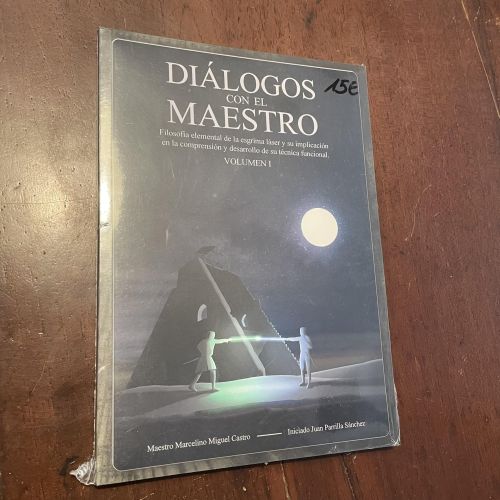 DIÁLOGOS
CON EL
MAESTRO
15€
Filosofía elemental de la esgrima láser y su implicación
en la comprensión y desarrollo de su técnica funcional.
VOLUMEN I
Maestro Marcelino Miguel Castro — Iniciado Juan Parrilla Sánchez